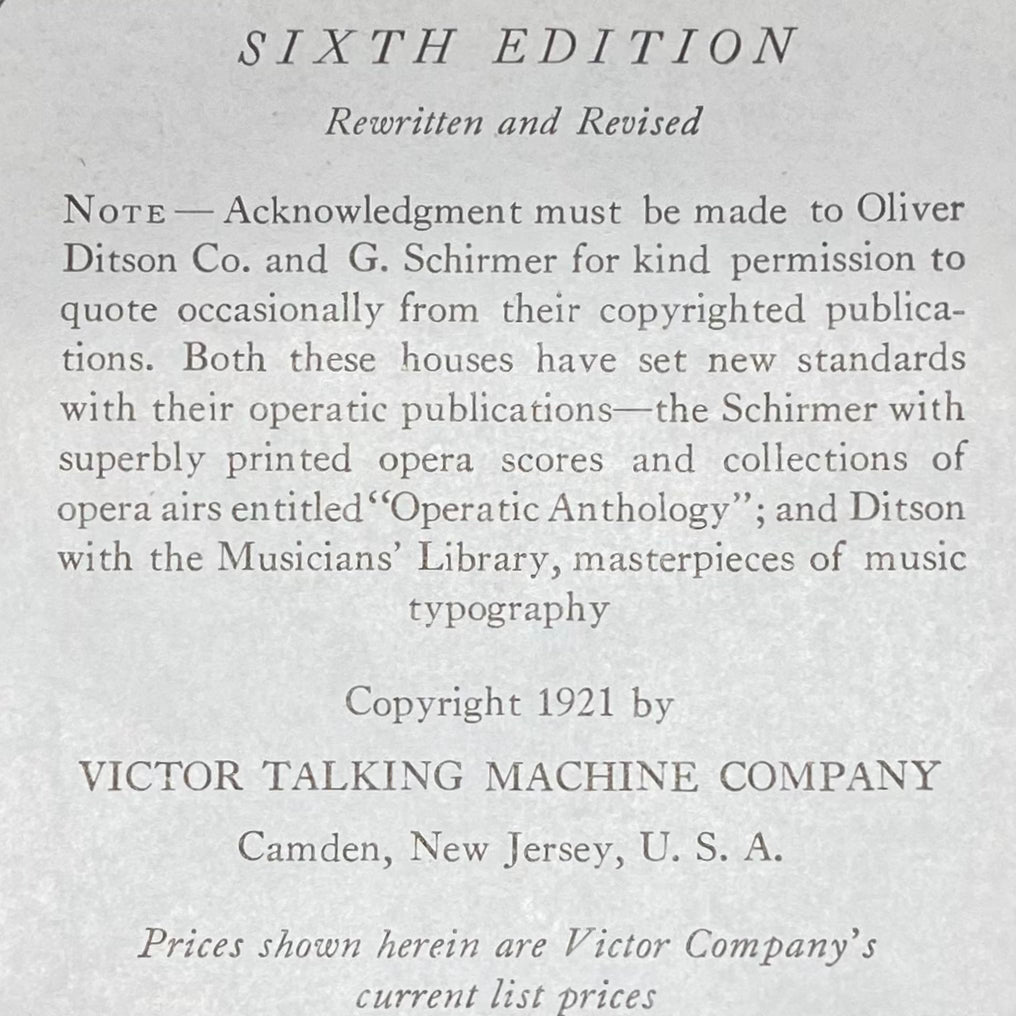 SIXTH EDITION
Rewritten and Revised
NOTE — Acknowledgment must be made to Oliver
Ditson Co. and G. Schirmer for kind permission to
quote occasionally from their copyrighted publica-
tions. Both these houses have set new standards
with their operatic publications—the Schirmer with
superbly printed opera scores and collections of
opera airs entitled “Operatic Anthology”; and Ditson
with the Musicians’ Library, masterpieces of music
typography
Copyright 1921 by
VICTOR TALKING MACHINE COMPANY
Camden, New Jersey, U. S. A.
Prices shown herein are Victor Company’s
current list prices